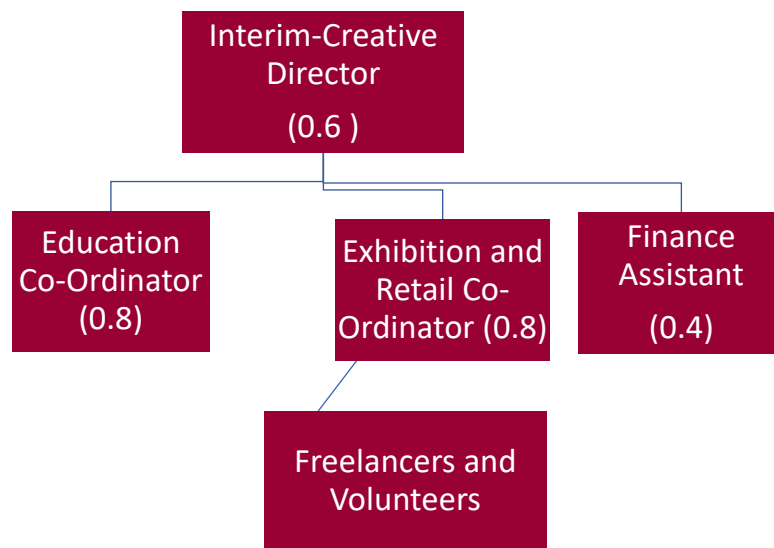 Interim-Creative
Director
(0.6 )
Education
Co-Ordinator
(0.8)
Exhibition and
Retail Co-
Ordinator (0.8)
Finance
Assistant
(0.4)
Freelancers and
Volunteers